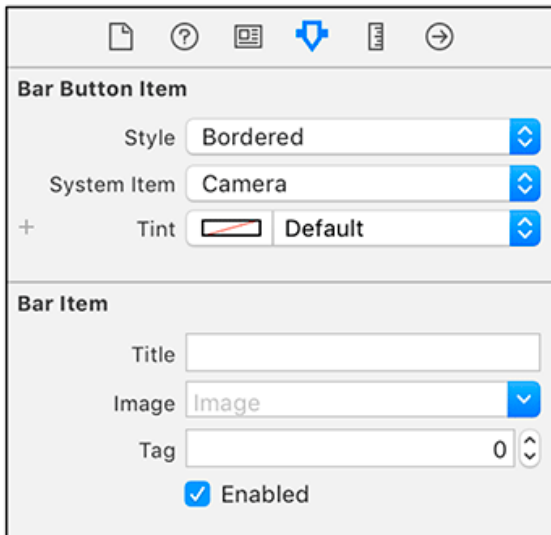 Bar Button Item
Style Bordered
System Item Camera
+ Tint Default
Bar Item
Title
Image Image
Tag 0
Enabled